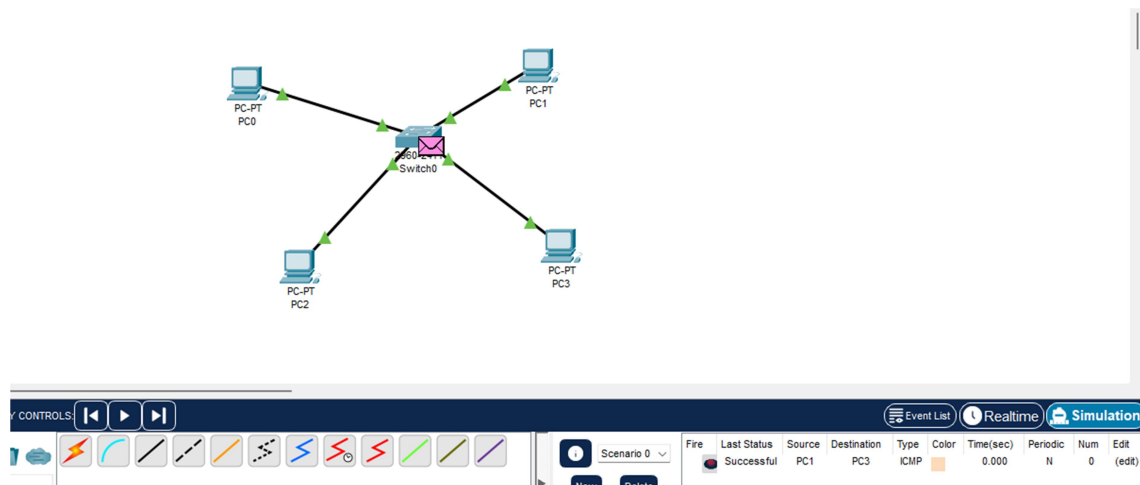 PC-PT
PC0
PC-PT
PC1
Switch0
PC-PT
PC2
PC-PT
PC3
CONTROLS:
Event List
Realtime
Simulation
Scenario 0
Fire Last Status Source Destination Type Color Time(sec) Periodic Num Edit
Successful PC1 PC3 ICMP 0.000 N 0 (edit)
New Delete